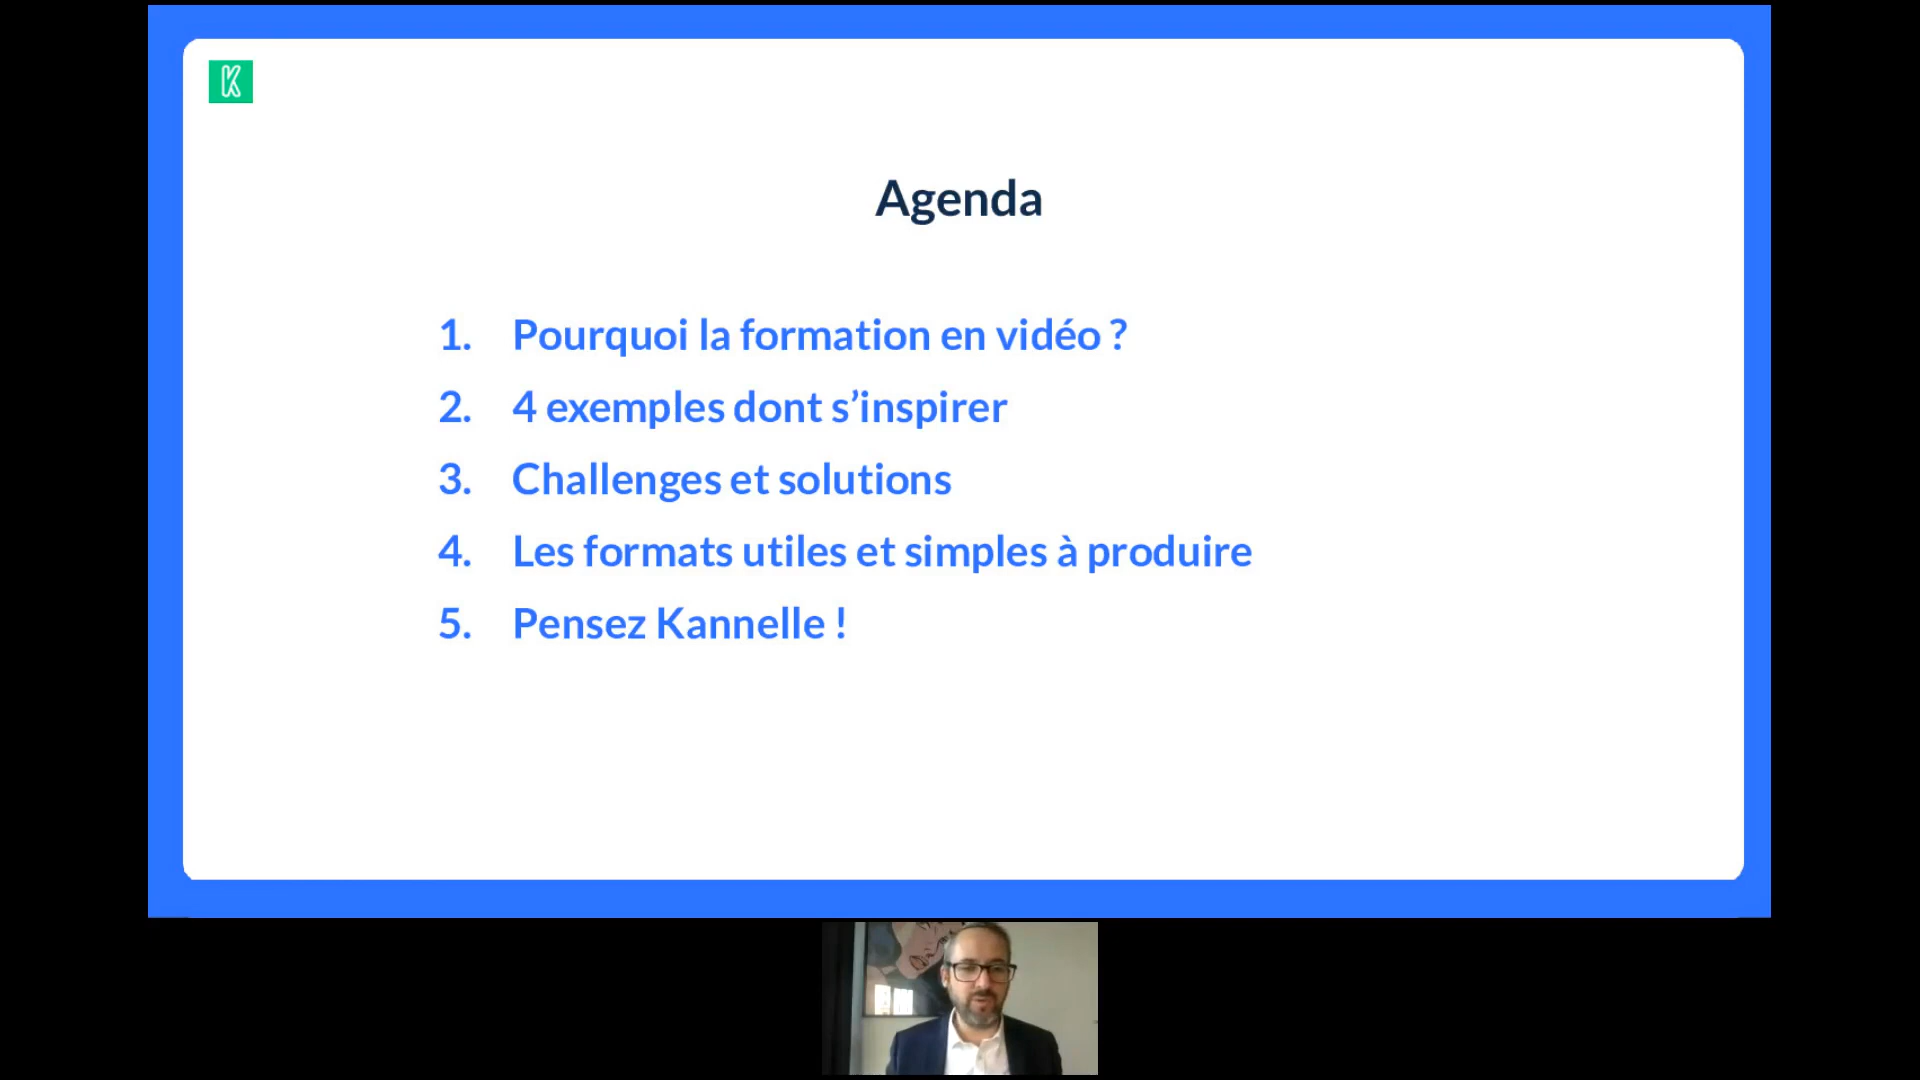 K
Agenda
1. Pourquoi la formation en vidéo ?
2. 4 exemples dont s’inspirer
3. Challenges et solutions
4. Les formats utiles et simples à produire
5. Pensez Kannelle !